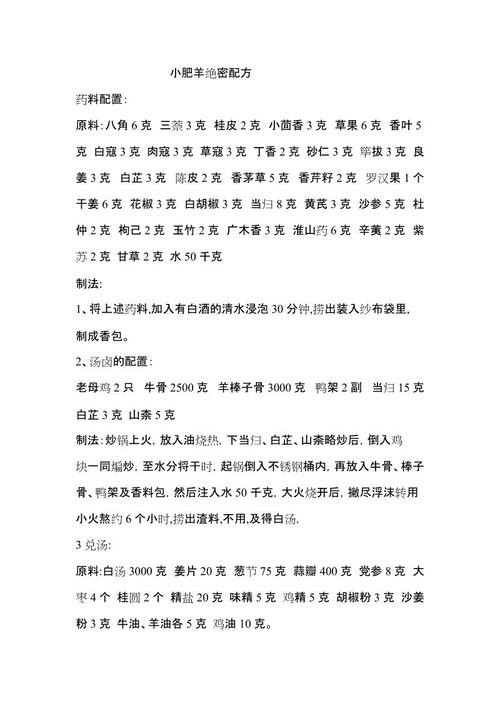 小肥羊绝密配方
药料配置：
原料：八角 6 克 三萘 3 克 桂皮 2 克 小茴香 3 克 草果 6 克 香叶 5
克 白寇 3 克 肉寇 3 克 草寇 2 克 丁香 2 克 砂仁 3 克 筚拔 3 克 良
姜 3 克 白芷 3 克 陈皮 2 克 香茅草 5 克 香芹籽 2 克 罗汉果 1 个
干姜 6 克 花椒 3 克 白胡椒 3 克 当归 8 克 黄芪 3 克 沙参 5 克 杜
仲 2 克 枸己 2 克 玉竹 2 克 广木香 3 克 淮山药 6 克 辛荑 2 克 紫
苏 2 克 甘草 2 克 水 50 千克
制法:
1、将上述药料,加入有白酒的清水浸泡 30 分钟,捞出装入纱布袋里,
制成香包。
2、汤卤的配置：
老母鸡 2 只 牛骨 2500 克 羊棒子骨 3000 克 鸭架 2 副 当归 15 克
白芷 3 克 山柰 5 克
制法：炒锅上火，放入油烧热，下当归、白芷、山柰略炒后，倒入鸡
块一同煸炒，至水分将干时，起锅倒入不锈钢桶内，再放入牛骨、棒子
骨、鸭架及香料包，然后注入水 50 千克，大火烧开后，撇尽浮沫转用
小火熬约 6 个小时,捞出渣料,不用,及得白汤.
3 兑汤:
原料:白汤 3000 克 姜片 20 克 葱节 75 克 蒜瓣 400 克 党参 8 克 大
枣 4 个 桂圆 2 个 精盐 20 克 味精 5 克 鸡精 5 克 胡椒粉 3 克 沙姜
粉 3 克 牛油、羊油各 5 克 鸡油 10 克。